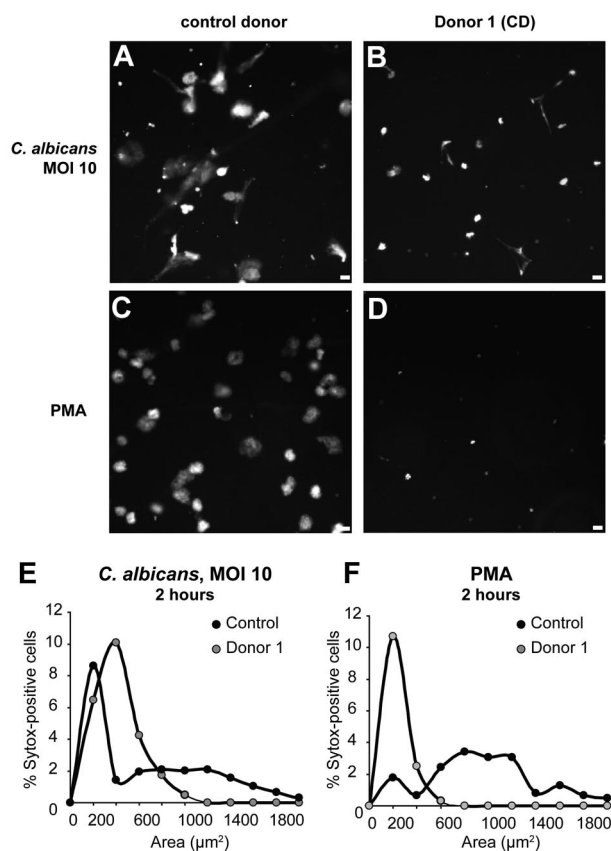 control donor
Donor 1 (CD)
A
B
C. albicans
MOI 10
C
D
PMA
E
C. albicans, MOI 10
2 hours
Control
Donor 1
% Sytox-positive cells
12
10
8
6
4
2
0
0 200 600 1000 1400 1800
Area (µm²)
F
PMA
2 hours
Control
Donor 1
% Sytox-positive cells
12
10
8
6
4
2
0
0 200 600 1000 1400 1800
Area (µm²)